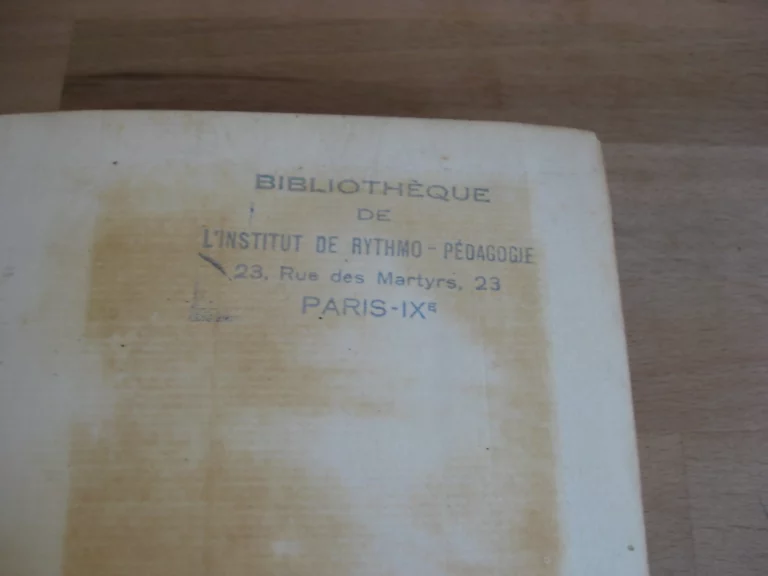 BIBLIOTHÈQUE
DE
L'INSTITUT DE RYTHMO - PÉDAGOGIE
23, Rue des Martyrs, 23
PARIS-IXE